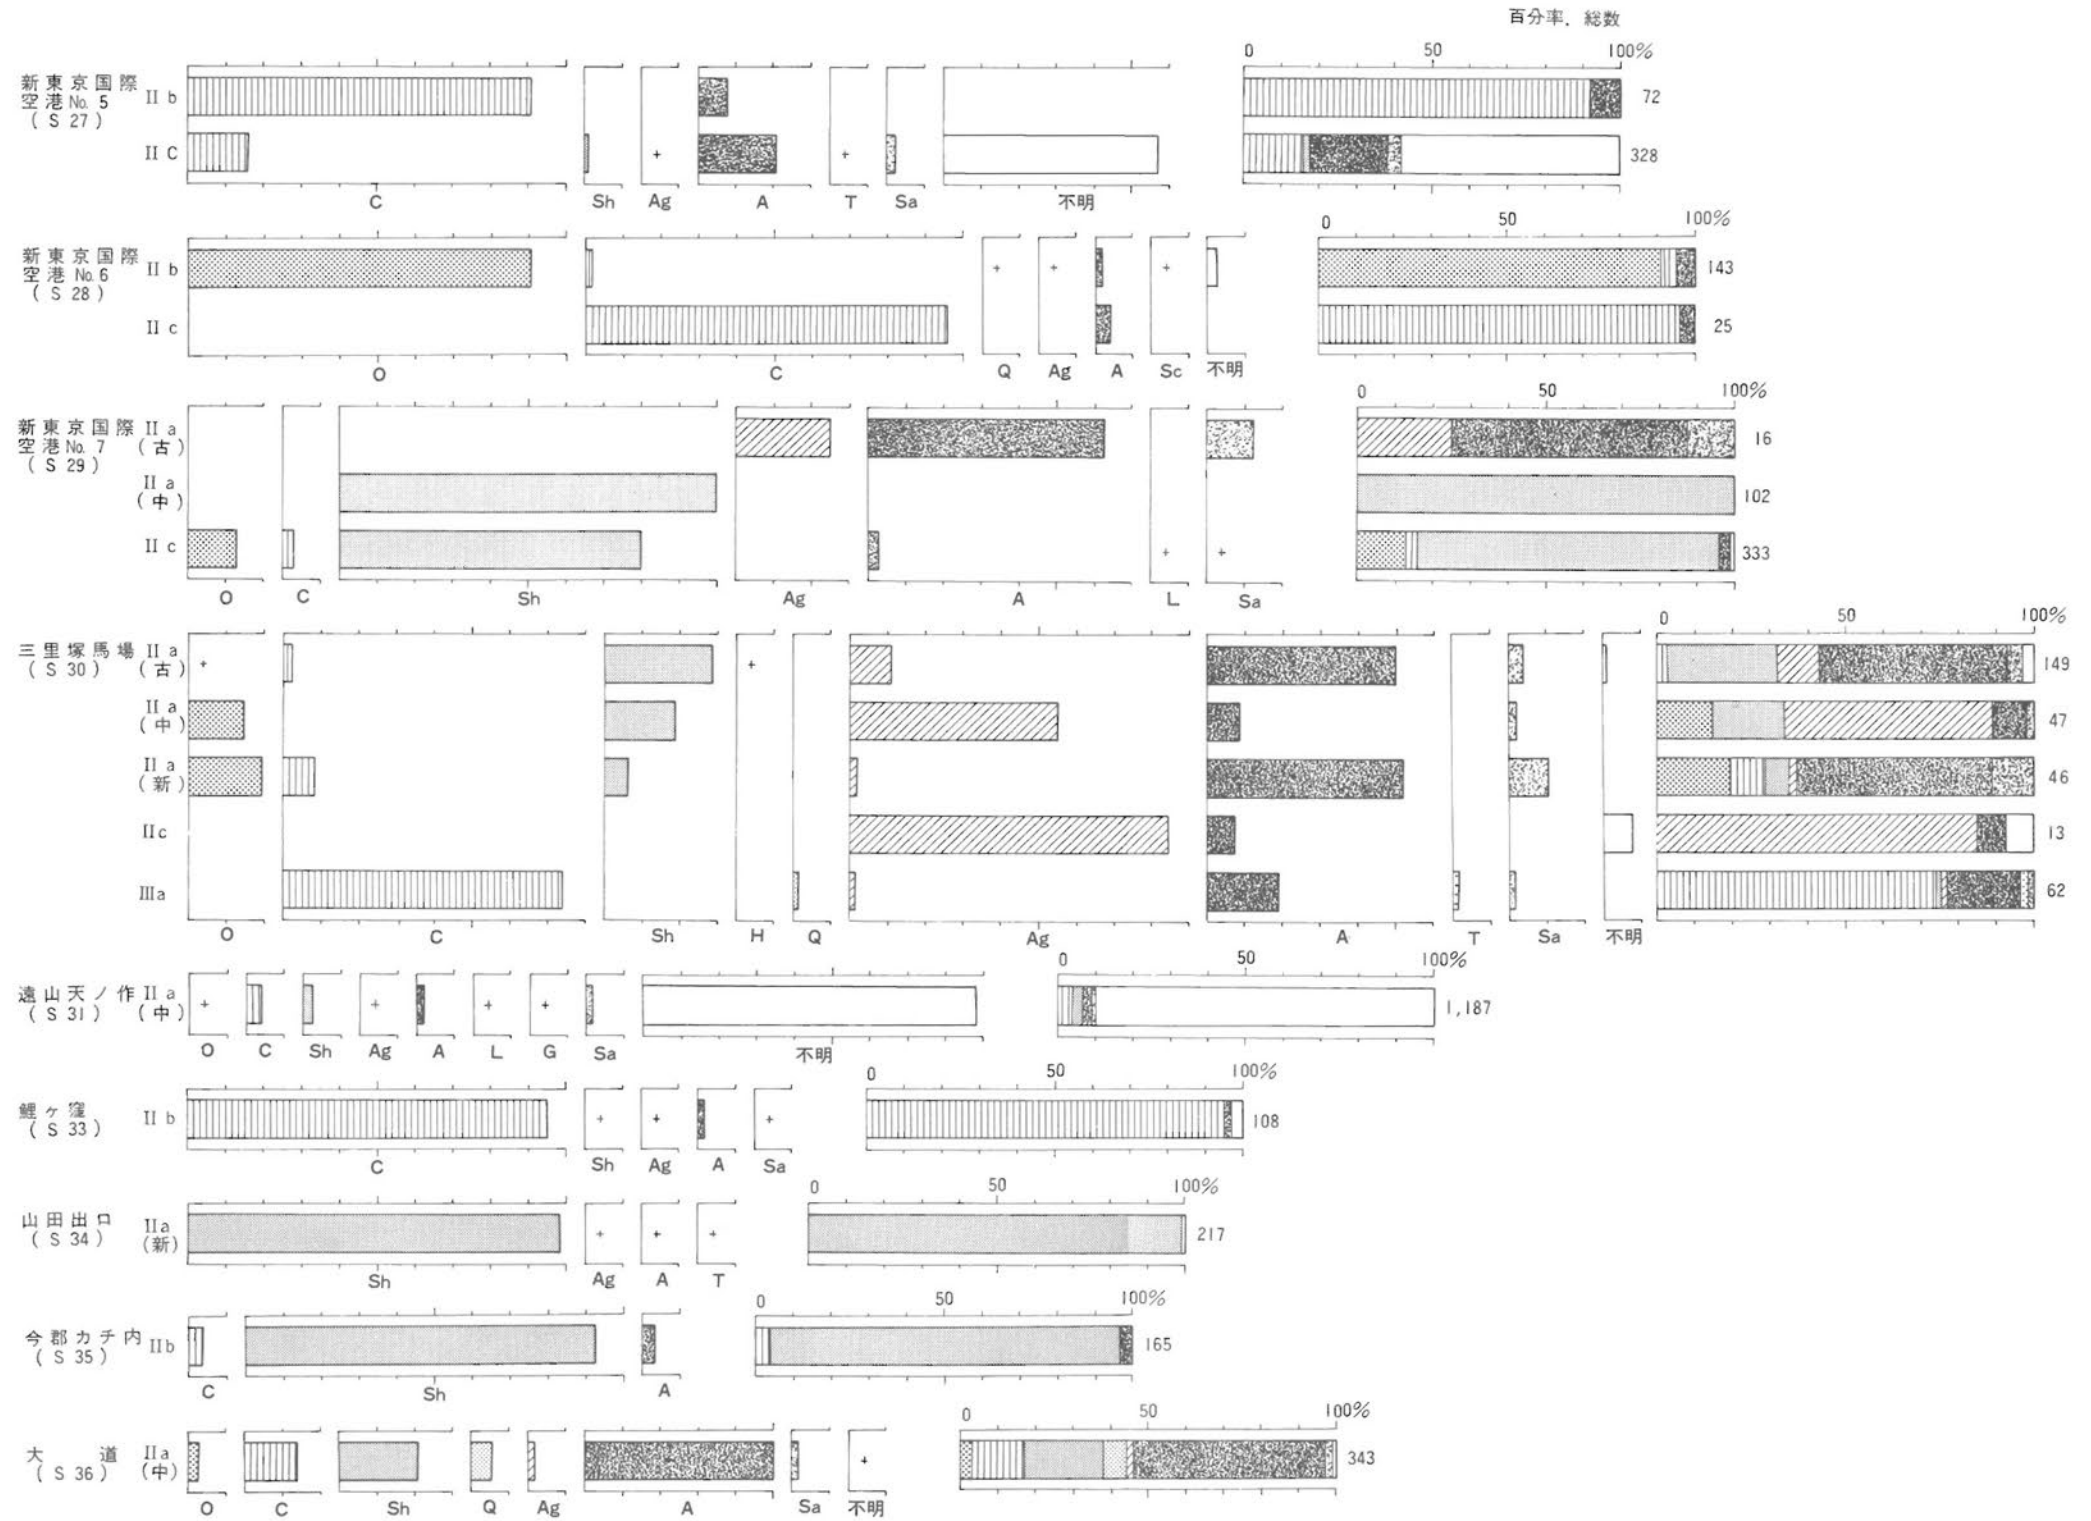 百分率. 総数
0 50 100%
新東京国際
空港No. 5
( S 27 )
II b 72
II C 328
C Sh Ag A T Sa 不明
0 50 100%
新東京国際
空港No. 6
( S 28 )
II b 143
II c 25
O C Q Ag A Sc 不明
0 50 100%
新東京国際
空港No. 7
( S 29 )
II a
(古) 16
II a
(中) 102
II c 333
O C Sh Ag A L Sa
0 50 100%
三里塚馬場
( S 30 )
II a
(古) 149
II a
(中) 47
II a
(新) 46
IIc 13
IIIa 62
O C Sh H Q Ag A T Sa 不明
0 50 100%
遠山天ノ作
( S 31 )
II a
(中) 1,187
O C Sh Ag A L G Sa 不明
0 50 100%
鯉ヶ窪
( S 33 )
II b 108
C Sh Ag A Sa
0 50 100%
山田出口
( S 34 )
IIa
(新) 217
Sh Ag A T
0 50 100%
今郡カチ内
( S 35 )
IIb 165
C Sh A
0 50 100%
大道
( S 36 )
IIa
(中) 343
O C Sh Q Ag A Sa 不明